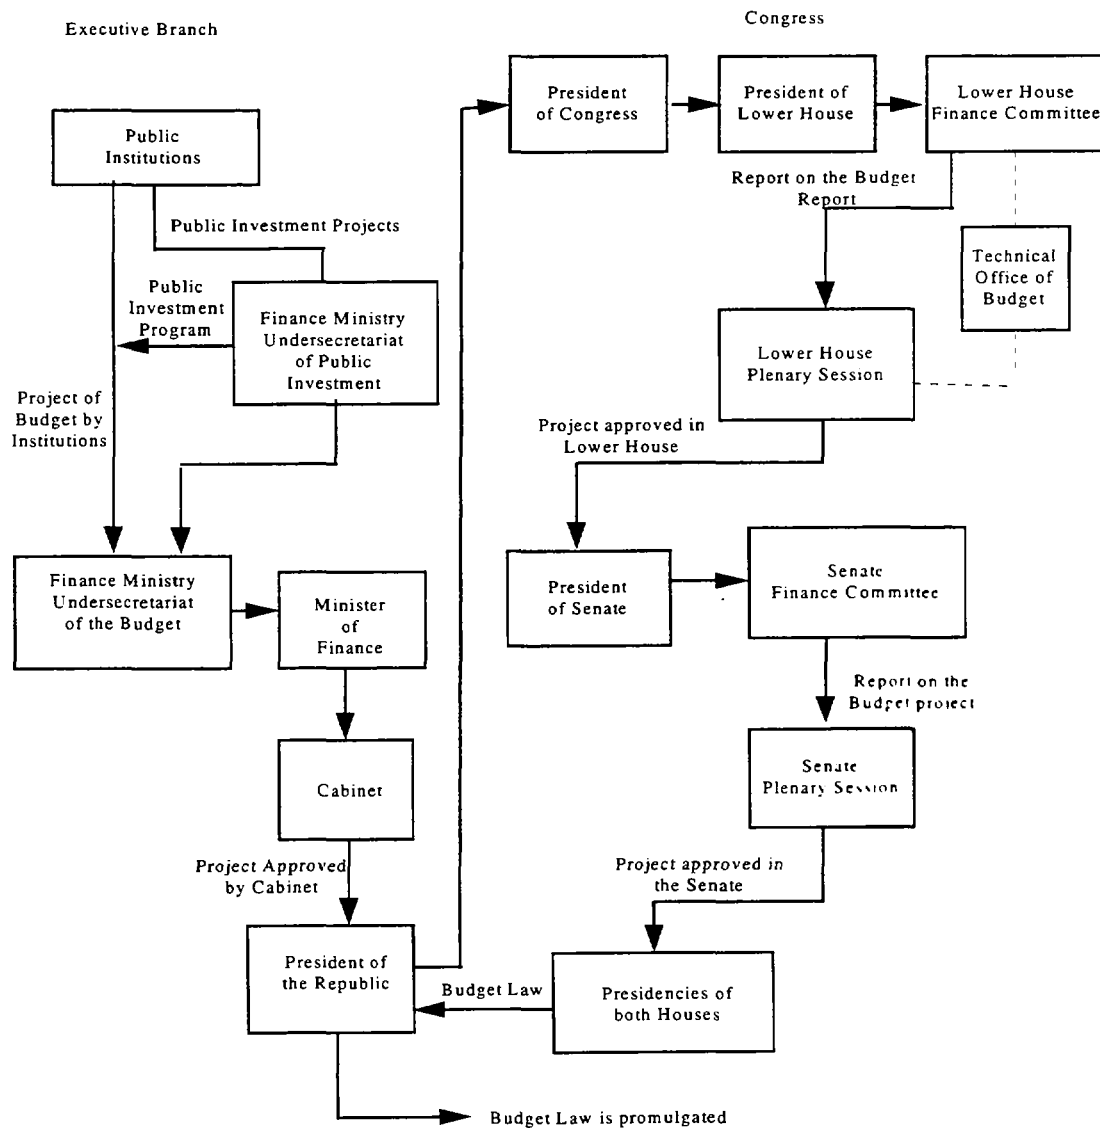 Executive Branch
Congress
Public
Institutions
Public Investment Projects
Public
Investment
Program
Finance Ministry
Undersecretariat
of Public
Investment
Project of
Budget by
Institutions
Finance Ministry
Undersecretariat
of the Budget
Minister
of
Finance
Cabinet
Project Approved
by Cabinet
President of
the Republic
President
of Congress
President of
Lower House
Lower House
Finance Committee
Report on the Budget
Report
Technical
Office of
Budget
Lower House
Plenary Session
Project approved in
Lower House
President
of Senate
Senate
Finance Committee
Report on the
Budget project
Senate
Plenary Session
Project approved in
the Senate
Presidencies of
both Houses
Budget Law
Budget Law is promulgated